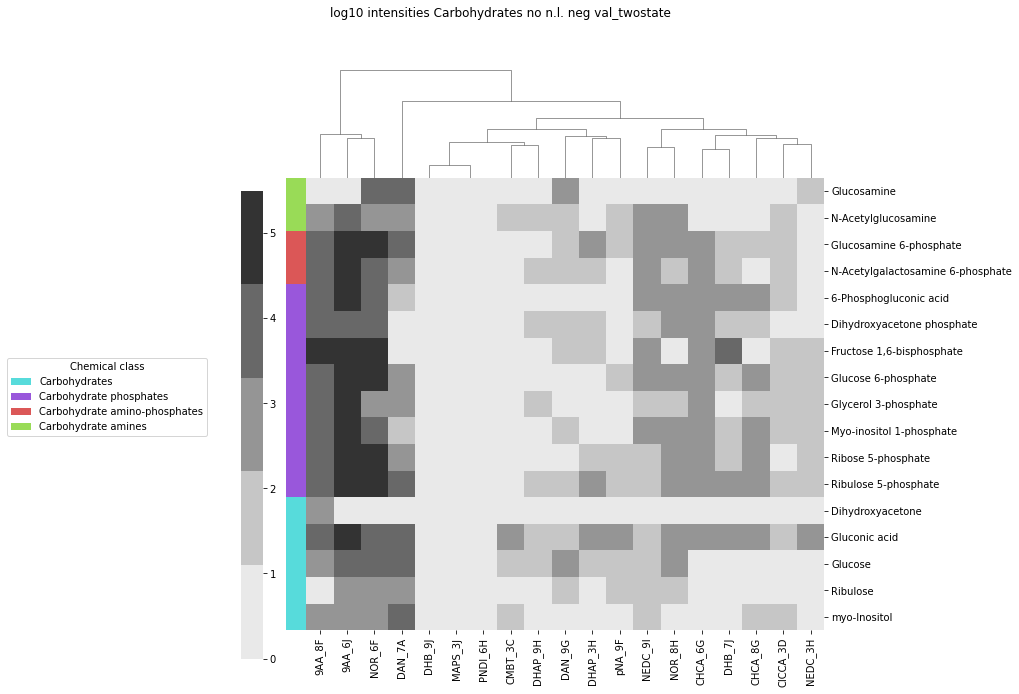 log10 intensities Carbohydrates no n.l. neg val_twostate
5
4
3
2
1
0
Chemical class
Carbohydrates
Carbohydrate phosphates
Carbohydrate amino-phosphates
Carbohydrate amines
Glucosamine
N-Acetylglucosamine
Glucosamine 6-phosphate
N-Acetylgalactosamine 6-phosphate
6-Phosphogluconic acid
Dihydroxyacetone phosphate
Fructose 1,6-bisphosphate
Glucose 6-phosphate
Glycerol 3-phosphate
Myo-inositol 1-phosphate
Ribose 5-phosphate
Ribulose 5-phosphate
Dihydroxyacetone
Gluconic acid
Glucose
Ribulose
myo-Inositol
9AA_8F
9AA_6J
NOR_6F
DAN_7A
DHB_9J
MAPS_3J
PNDI_6H
CMBT_3C
DHAP_9H
DAN_9G
DHAP_3H
pNA_9F
NEDC_9I
NOR_8H
CHCA_6G
DHB_7J
CHCA_8G
ClCCA_3D
NEDC_3H